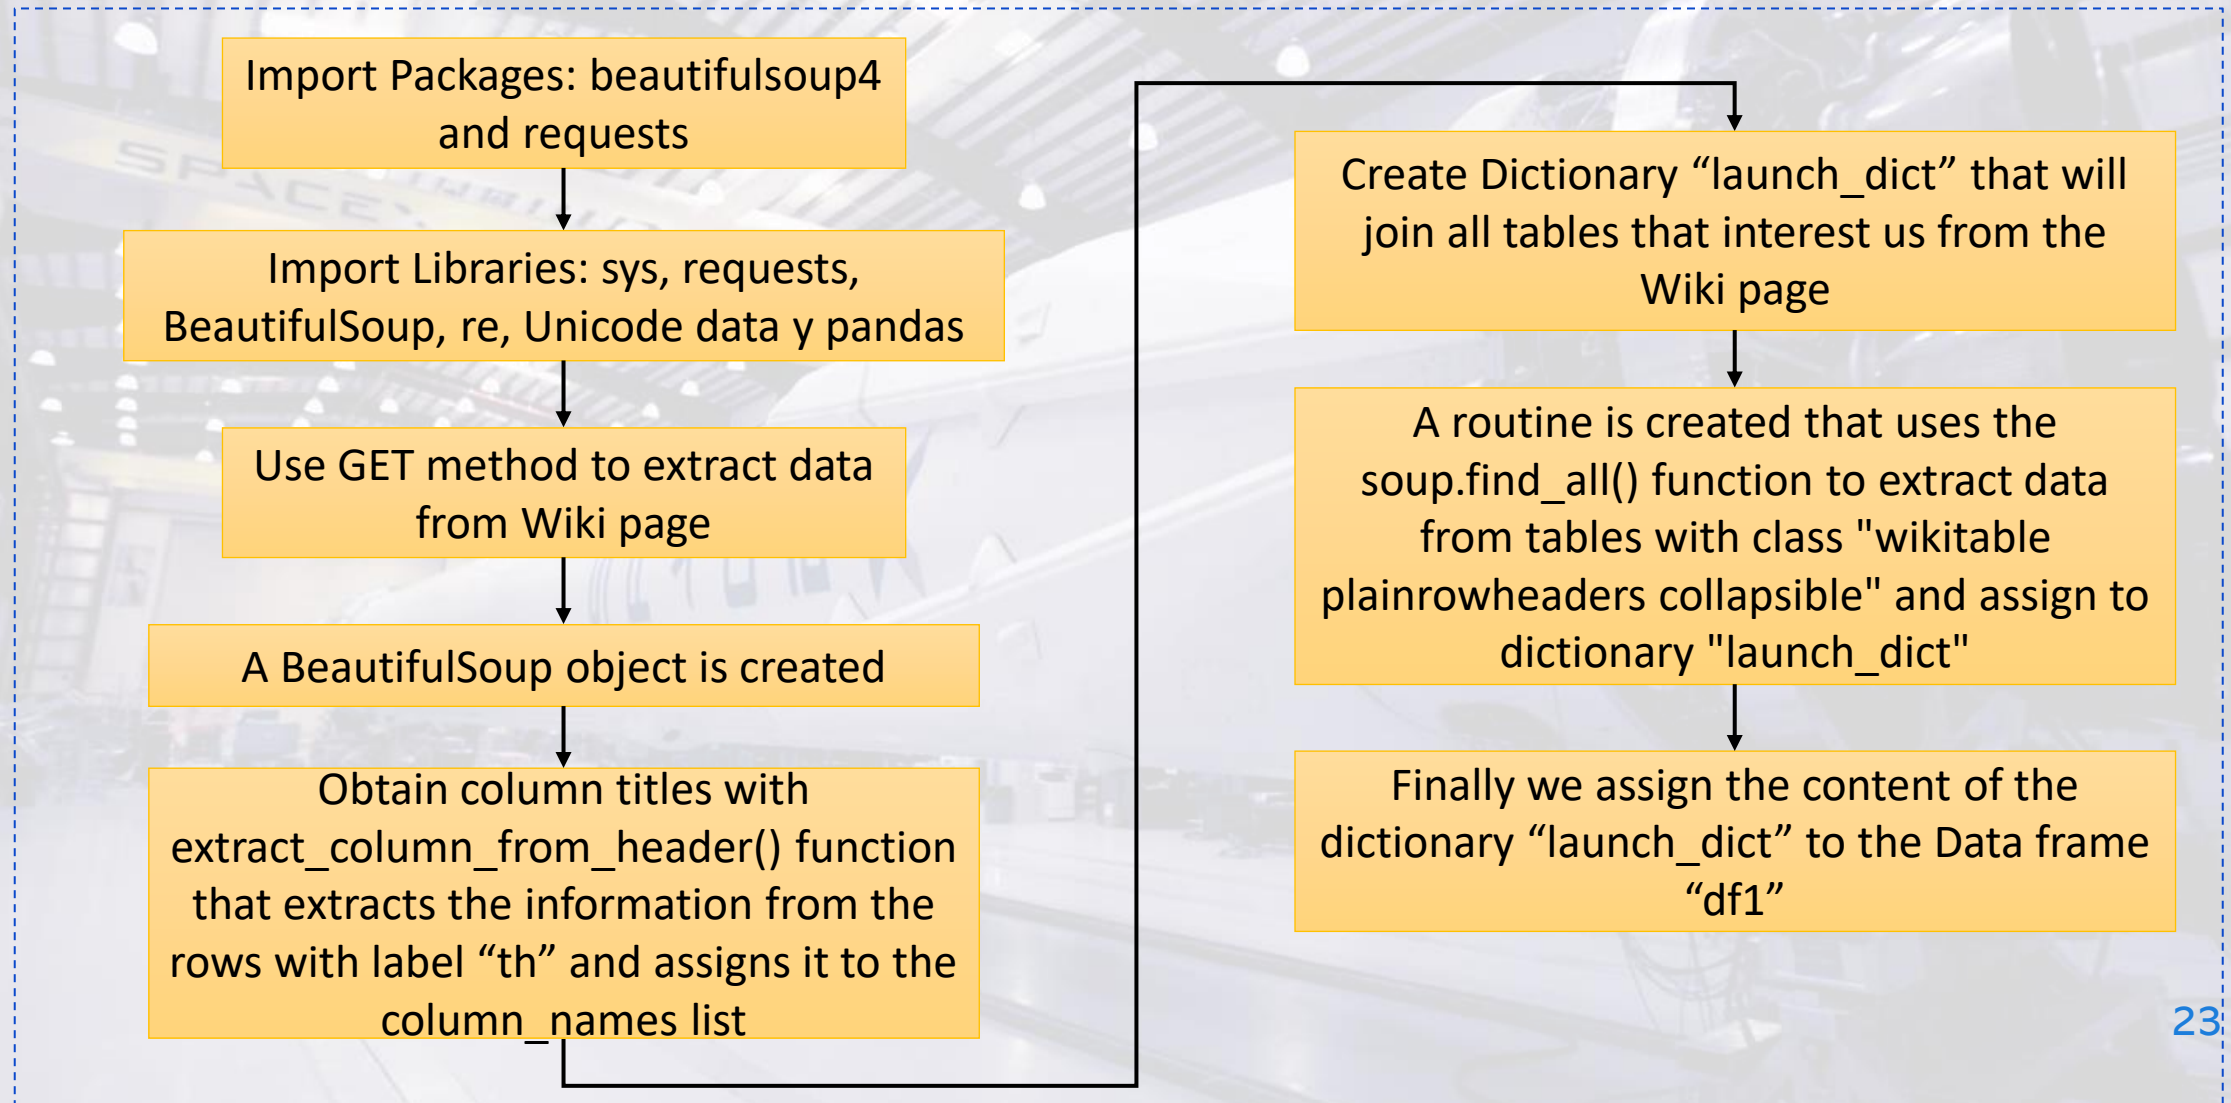 Import Packages: beautifulsoup4
and requests
Import Libraries: sys, requests,
BeautifulSoup, re, Unicode data y pandas
Use GET method to extract data
from Wiki page
A BeautifulSoup object is created
Obtain column titles with
extract_column_from_header() function
that extracts the information from the
rows with label “th” and assigns it to the
column_names list
Create Dictionary “launch_dict” that will
join all tables that interest us from the
Wiki page
A routine is created that uses the
soup.find_all() function to extract data
from tables with class "wikitable
plainrowheaders collapsible" and assign to
dictionary "launch_dict"
Finally we assign the content of the
dictionary “launch_dict” to the Data frame
“df1”
23
SPACEX